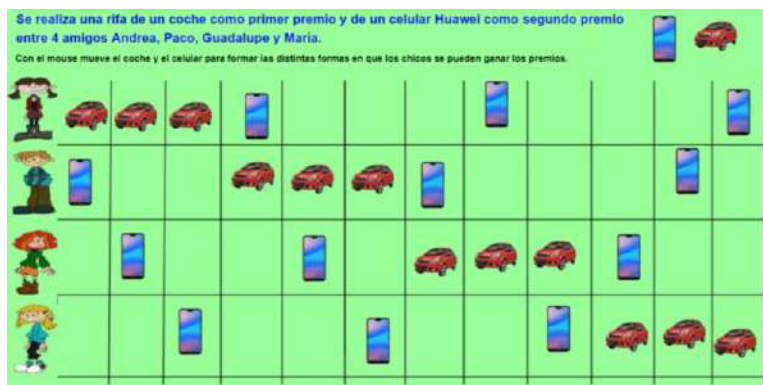 Se realiza una rifa de un coche como primer premio y de un celular Huawei como segundo premio
entre 4 amigos Andrea, Paco, Guadalupe y Maria.
Con el mouse mueve el coche y el celular para formar las distintas formas en que los chicos se pueden ganar los premios.